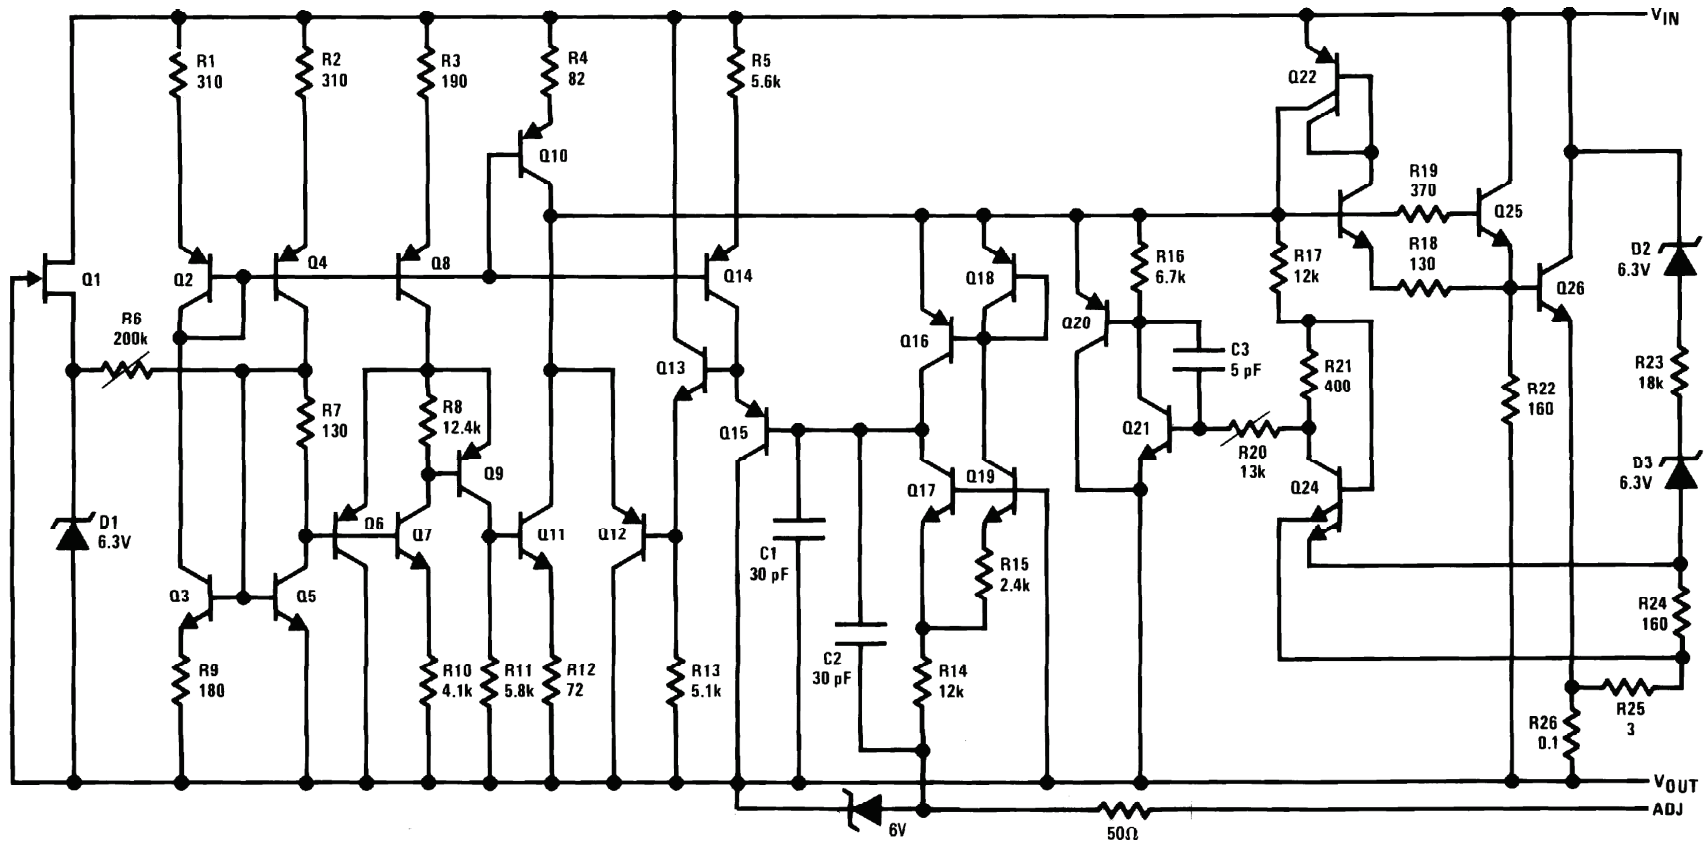 VIN
R1
310
R2
310
R3
190
R4
82
R5
5.6k
Q22
Q10
R19
370
Q25
Q1
Q2
Q4
Q8
Q14
Q18
R16
6.7k
R17
12k
R18
130
Q26
D2
6.3V
R6
200k
Q13
Q16
Q20
C3
5 pF
R21
400
R22
160
R23
18k
R7
130
R8
12.4k
Q15
Q21
R20
13k
Q9
Q17
Q19
Q24
D3
6.3V
D1
6.3V
Q6
Q7
Q11
Q12
C1
30 pF
R15
2.4k
Q3
Q5
R24
160
R9
180
R10
4.1k
R11
5.8k
R12
72
R13
5.1k
C2
30 pF
R14
12k
R25
3
R26
0.1
VOUT
ADJ
6V
50Ω